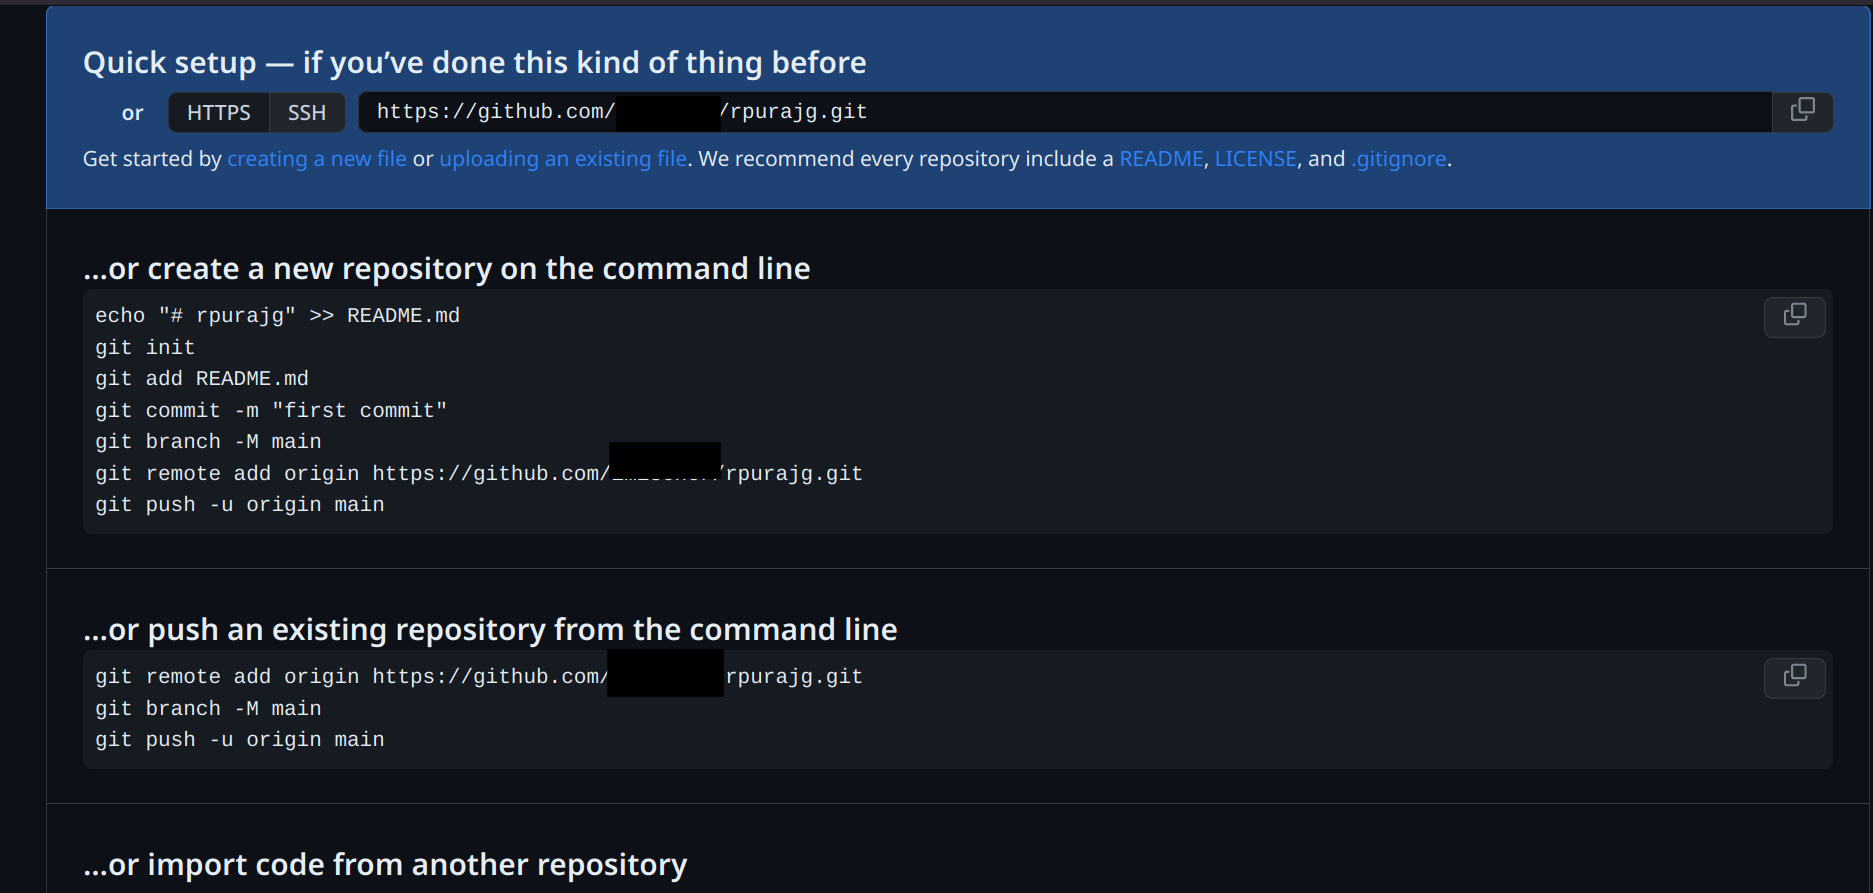 Quick setup — if you’ve done this kind of thing before
or HTTPS SSH https://github.com/ /rpurajg.git
Get started by creating a new file or uploading an existing file. We recommend every repository include a README, LICENSE, and .gitignore.
…or create a new repository on the command line
echo "# rpurajg" >> README.md
git init
git add README.md
git commit -m "first commit"
git branch -M main
git remote add origin https://github.com/ /rpurajg.git
git push -u origin main
…or push an existing repository from the command line
git remote add origin https://github.com/ rpurajg.git
git branch -M main
git push -u origin main
…or import code from another repository